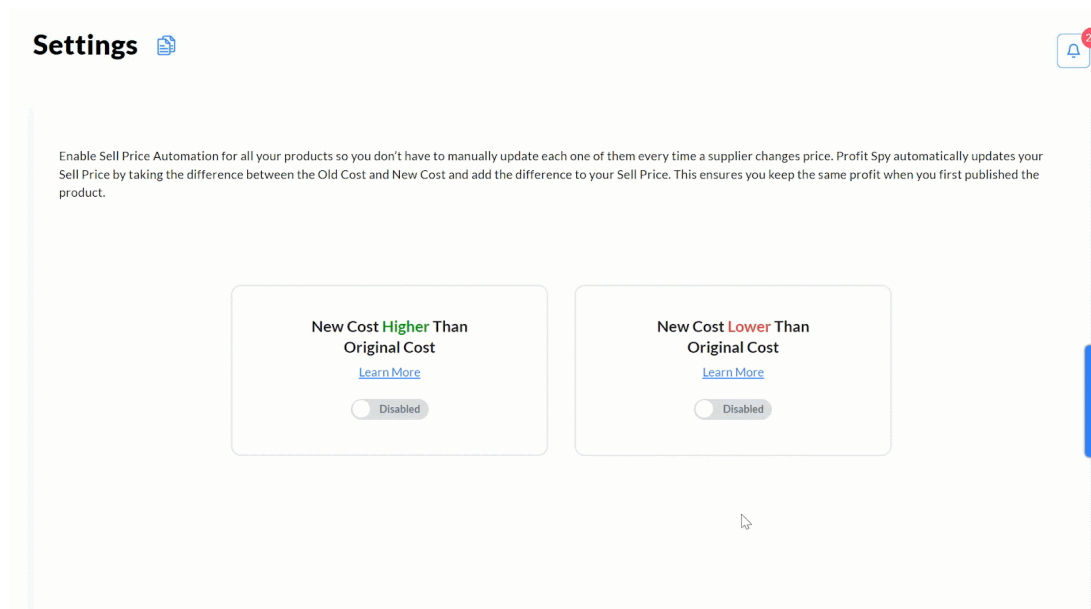 Settings
2
Enable Sell Price Automation for all your products so you don't have to manually update each one of them every time a supplier changes price. Profit Spy automatically updates your
Sell Price by taking the difference between the Old Cost and New Cost and add the difference to your Sell Price. This ensures you keep the same profit when you first published the
product.
New Cost Higher Than
Original Cost
Learn More
Disabled
New Cost Lower Than
Original Cost
Learn More
Disabled